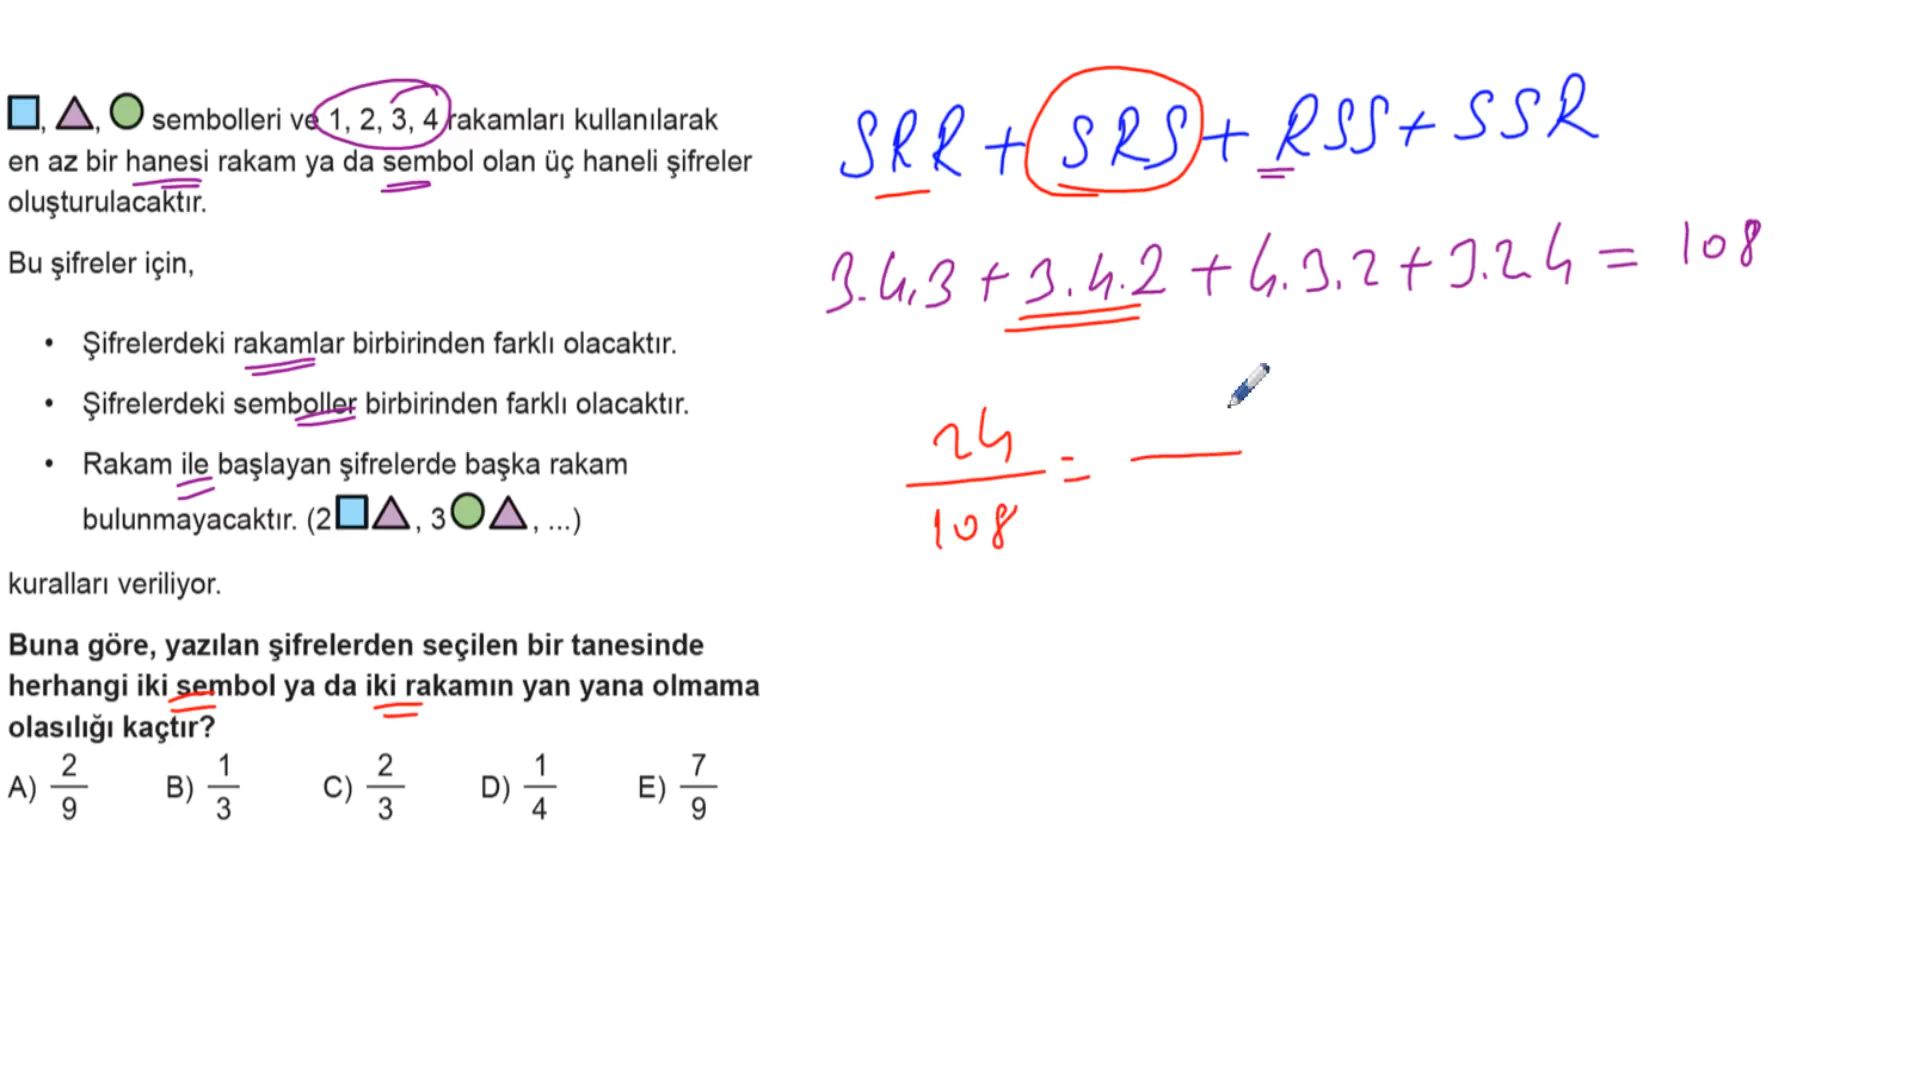 , , sembolleri ve 1, 2, 3, 4 rakamları kullanılarak
en az bir hanesi rakam ya da sembol olan üç haneli şifreler
oluşturulacaktır.
Bu şifreler için,
• Şifrelerdeki rakamlar birbirinden farklı olacaktır.
• Şifrelerdeki semboller birbirinden farklı olacaktır.
• Rakam ile başlayan şifrelerde başka rakam
bulunmayacaktır. (2 , 3 , ...)
kuralları veriliyor.
Buna göre, yazılan şifrelerden seçilen bir tanesinde
herhangi iki sembol ya da iki rakamın yan yana olmama
olasılığı kaçtır?
A) 2/9 B) 1/3 C) 2/3 D) 1/4 E) 7/9
SRR + SRS + RSS + SSR
3.4.3 + 3.4.2 + 4.3.2 + 3.2.4 = 108
24/108 =